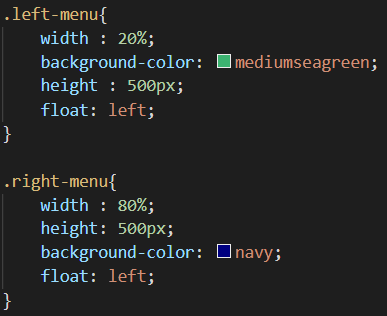 .left-menu{
    width : 20%;
    background-color: mediumseagreen;
    height : 500px;
    float: left;
}

.right-menu{
    width : 80%;
    height: 500px;
    background-color: navy;
    float: left;
}